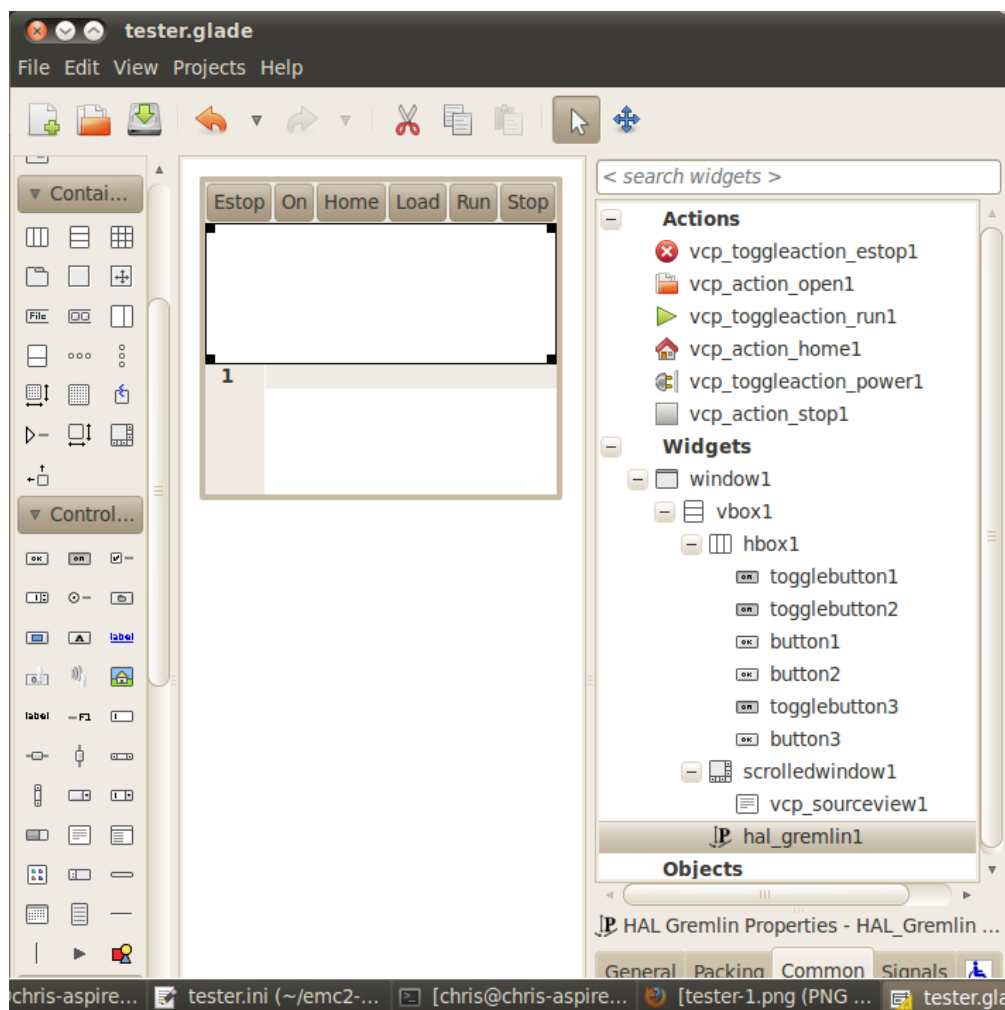 tester.glade
File Edit View Projects Help
< search widgets >
Contai...
File
Control...
label
label
F1
Estop On Home Load Run Stop
1
Actions
vcp_toggleaction_estop1
vcp_action_open1
vcp_toggleaction_run1
vcp_action_home1
vcp_toggleaction_power1
vcp_action_stop1
Widgets
window1
vbox1
hbox1
togglebutton1
togglebutton2
button1
button2
togglebutton3
button3
scrolledwindow1
vcp_sourceview1
hal_gremlin1
Objects
HAL Gremlin Properties - HAL_Gremlin ...
General Packing Common Signals
chris-aspire... tester.ini (~/emc2-... [chris@chris-aspire... [tester-1.png (PNG ... tester.gla